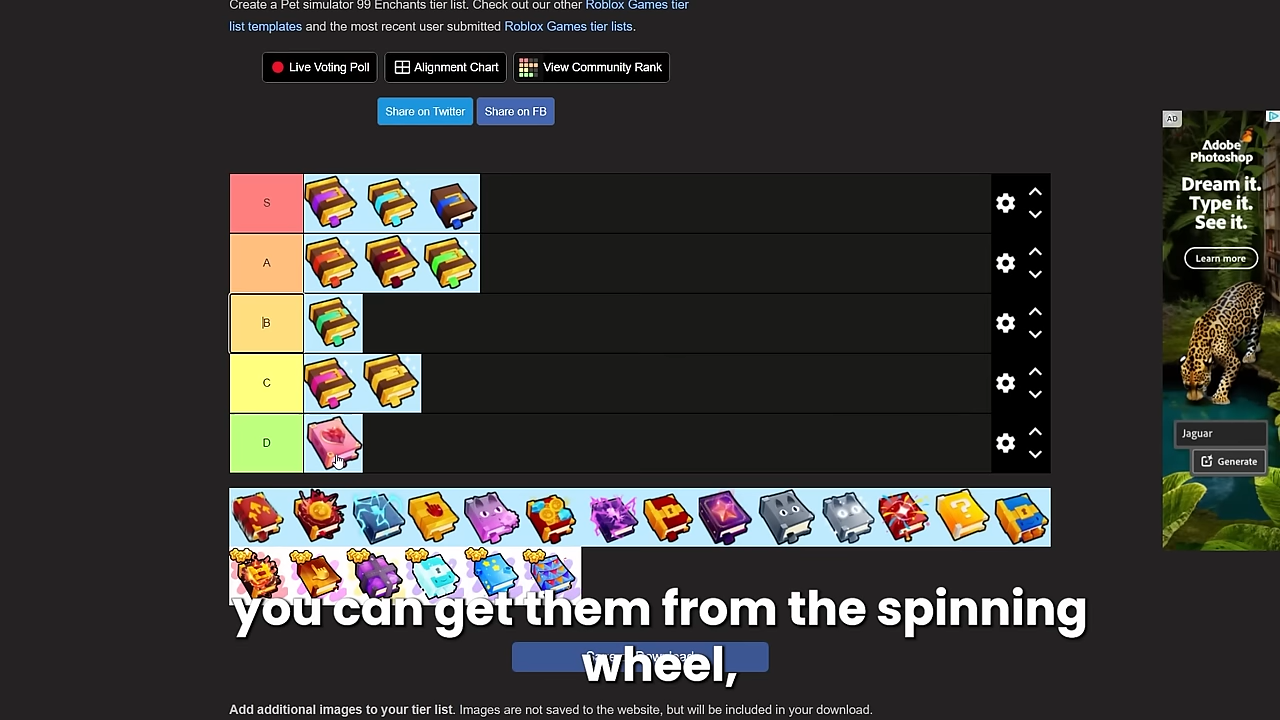 Create a Pet simulator 99 Enchants tier list. Check out our other Roblox Games tier
list templates and the most recent user submitted Roblox Games tier lists.
Live Voting Poll
Alignment Chart
View Community Rank
Share on Twitter
Share on FB
AD
Adobe
Photoshop
Dream it.
Type it.
See it.
Learn more
S
A
B
C
D
Jaguar
Generate
you can get them from the spinning
wheel,
Add additional images to your tier list. Images are not saved to the website, but will be included in your download.